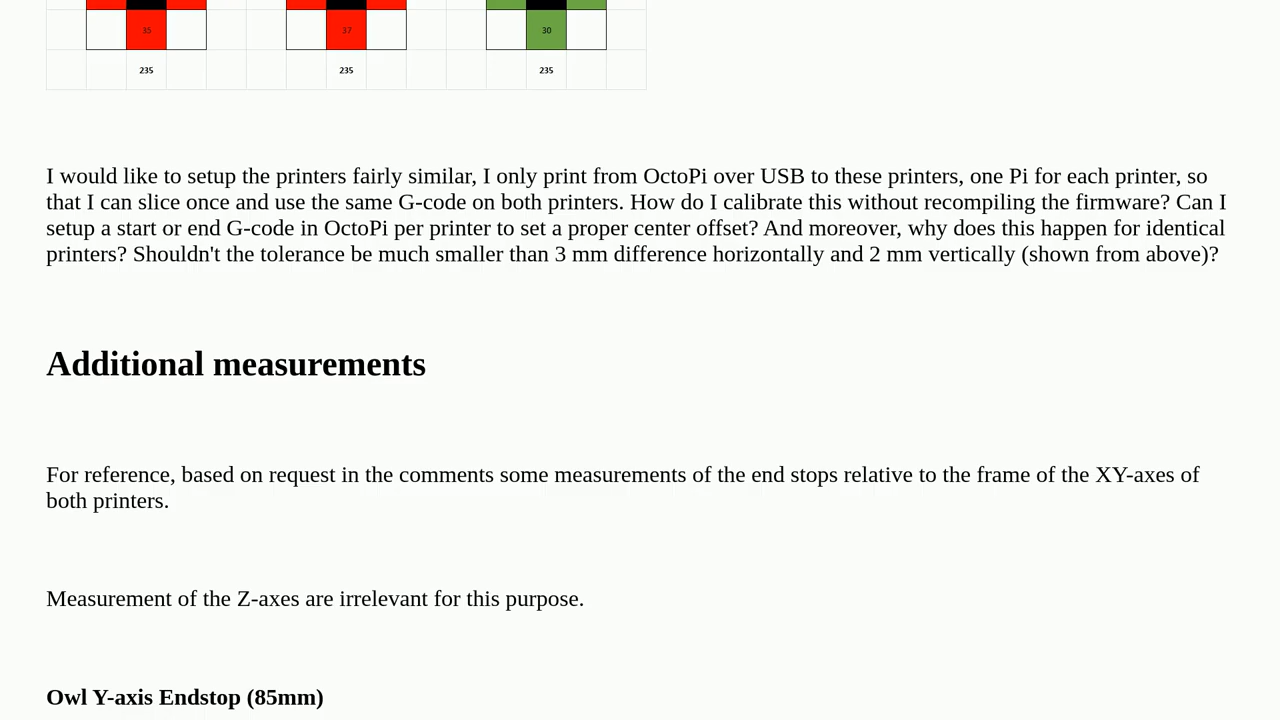 35 37 30
235 235 235
I would like to setup the printers fairly similar, I only print from OctoPi over USB to these printers, one Pi for each printer, so
that I can slice once and use the same G-code on both printers. How do I calibrate this without recompiling the firmware? Can I
setup a start or end G-code in OctoPi per printer to set a proper center offset? And moreover, why does this happen for identical
printers? Shouldn't the tolerance be much smaller than 3 mm difference horizontally and 2 mm vertically (shown from above)?
Additional measurements
For reference, based on request in the comments some measurements of the end stops relative to the frame of the XY-axes of
both printers.
Measurement of the Z-axes are irrelevant for this purpose.
Owl Y-axis Endstop (85mm)